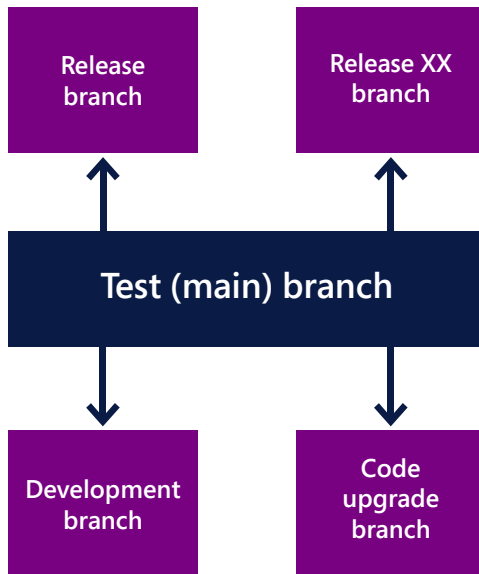 Release
branch
Release XX
branch
Test (main) branch
Development
branch
Code
upgrade
branch